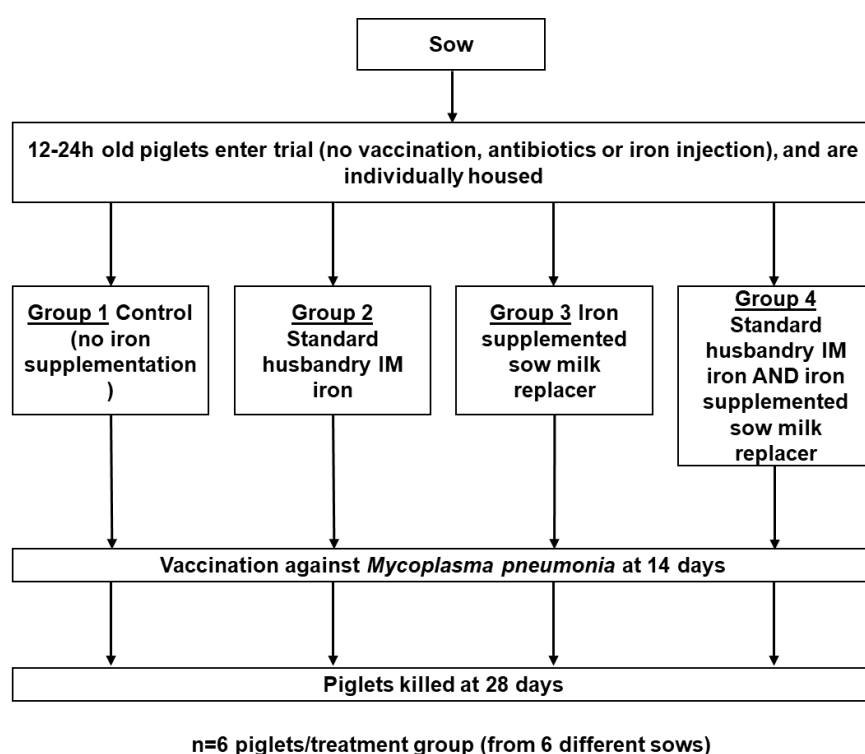 Sow
12-24h old piglets enter trial (no vaccination, antibiotics or iron injection), and are
individually housed
Group 1 Control
(no iron
supplementation
)
Group 2
Standard
husbandry IM
iron
Group 3 Iron
supplemented
sow milk
replacer
Group 4
Standard
husbandry IM
iron AND iron
supplemented
sow milk
replacer
Vaccination against Mycoplasma pneumonia at 14 days
Piglets killed at 28 days
n=6 piglets/treatment group (from 6 different sows)